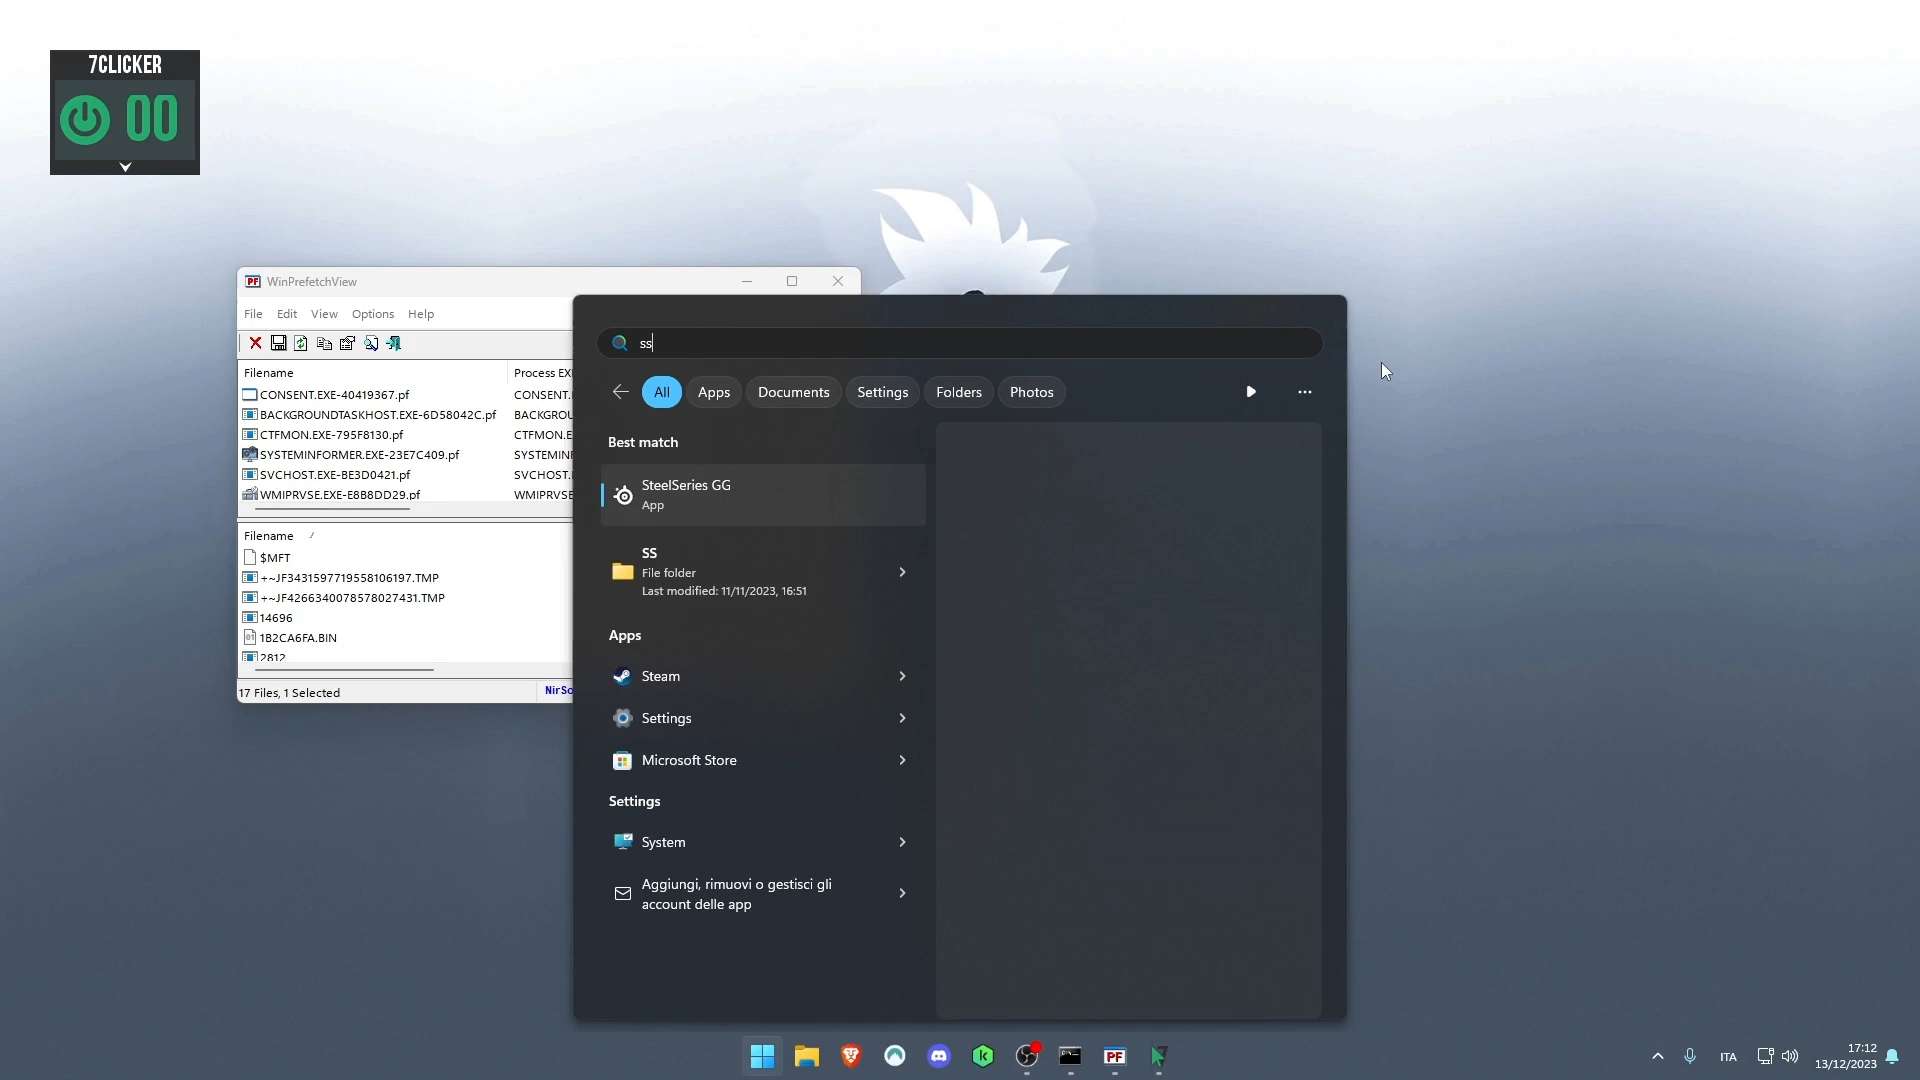 7CLICKER
00
WinPrefetchView
File Edit View Options Help
Filename Process EX
CONSENT.EXE-40419367.pf CONSENT.
BACKGROUNDTASKHOST.EXE-6D58042C.pf BACKGROU
CTFMON.EXE-795F8130.pf CTFMON.E
SYSTEMINFORMER.EXE-23E7C409.pf SYSTEMINF
SVCHOST.EXE-BE3D0421.pf SVCHOST.
WMIPRVSE.EXE-E8B8DD29.pf WMIPRVSE
Filename
$MFT
+~JF3431597719558106197.TMP
+~JF4266340078578027431.TMP
14696
1B2CA6FA.BIN
2812
17 Files, 1 Selected NirSo
ss
All Apps Documents Settings Folders Photos
Best match
SteelSeries GG
App
SS
File folder
Last modified: 11/11/2023, 16:51
Apps
Steam
Settings
Microsoft Store
Settings
System
Aggiungi, rimuovi o gestisci gli
account delle app
PF
ITA
17:12
13/12/2023